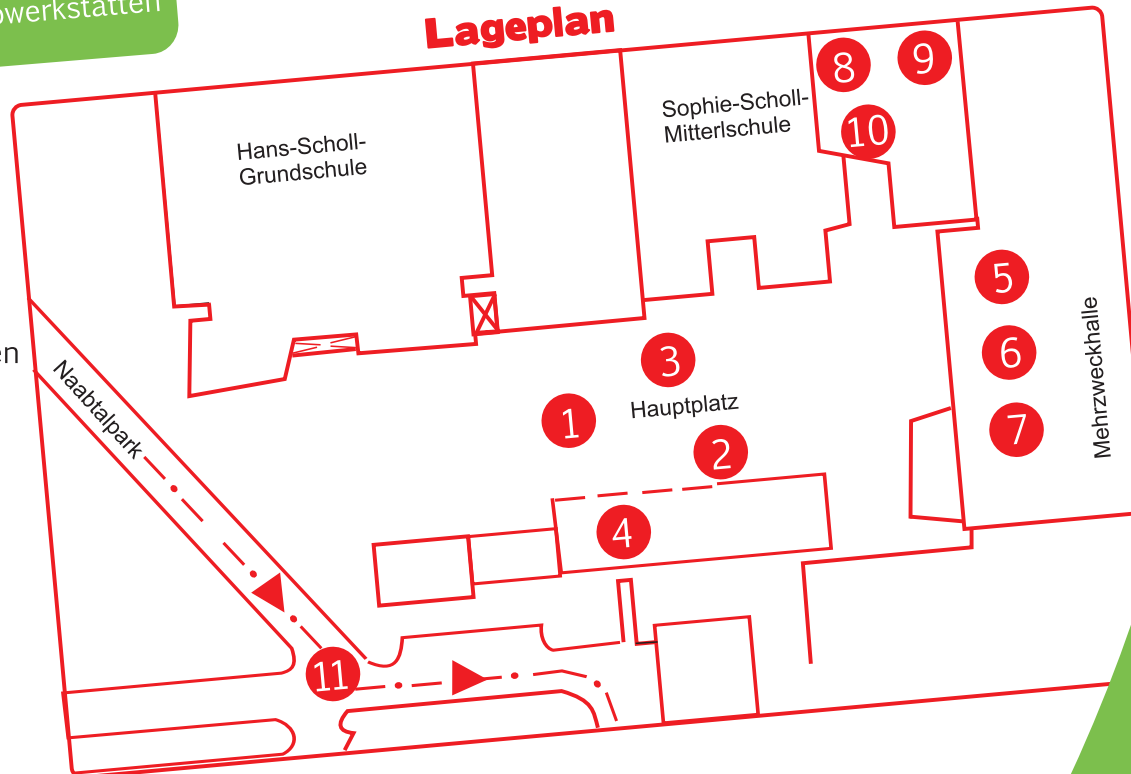 Lageplan
8
9
Sophie-Scholl-
Mitterlschule
10
Hans-Scholl-
Grundschule
5
6
7
Mehrzweckhalle
3
Hauptplatz
1
2
4
Naabtalpark
11